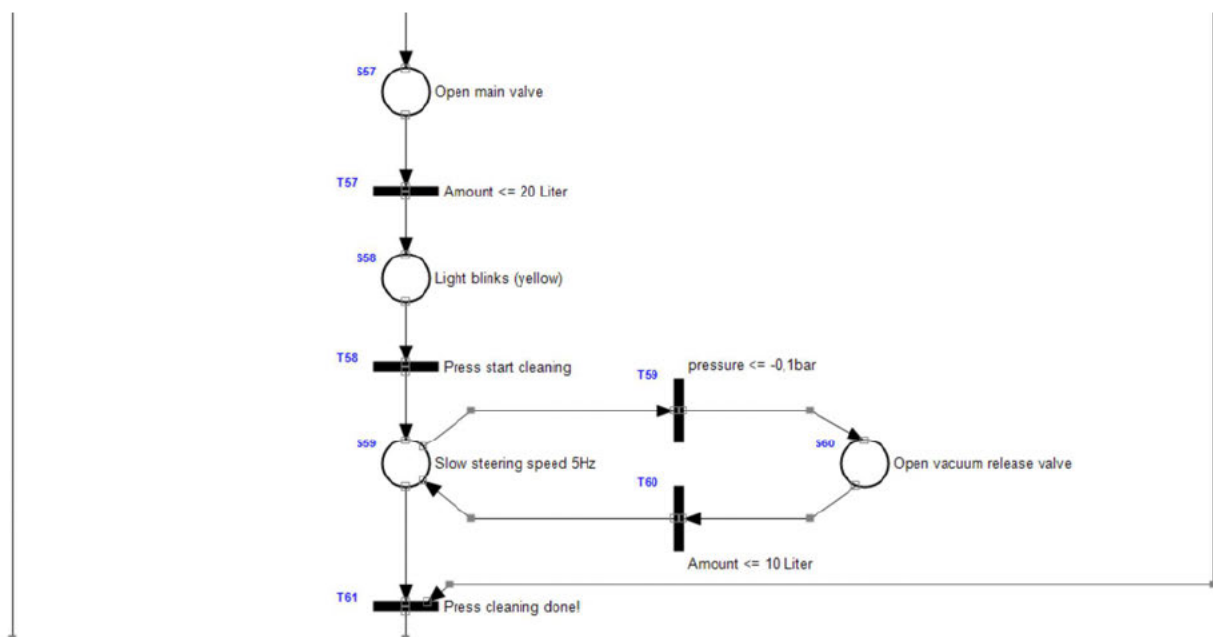 S57
Open main valve
T57
Amount <= 20 Liter
S58
Light blinks (yellow)
T58
Press start cleaning
T59
pressure <= -0,1bar
S59
Slow steering speed 5Hz
S60
Open vacuum release valve
T60
Amount <= 10 Liter
T61
Press cleaning done!